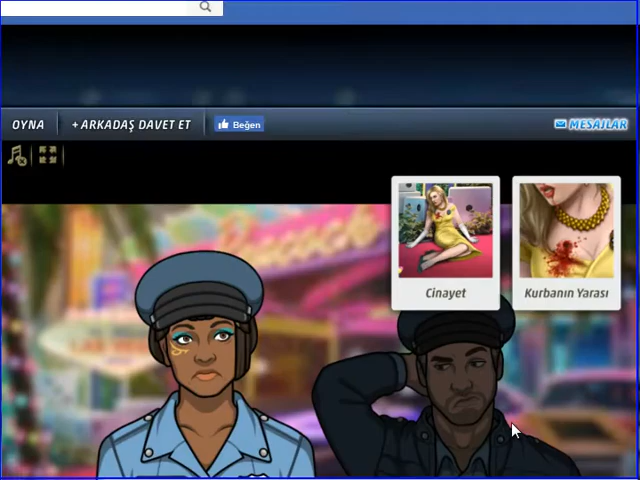 OYNA
+ ARKADAŞ DAVET ET
Beğen
MESAJLAR
Cinayet
Kurbanın Yarası